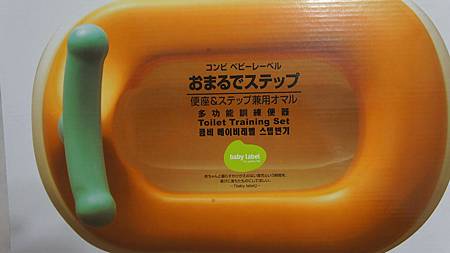 コンビ ベビーレーベル
おまるでステップ
便座&ステップ兼用オマル
多功能訓練便器
Toilet Training Set
콤비 베이비레벨 스텝변기
baby label